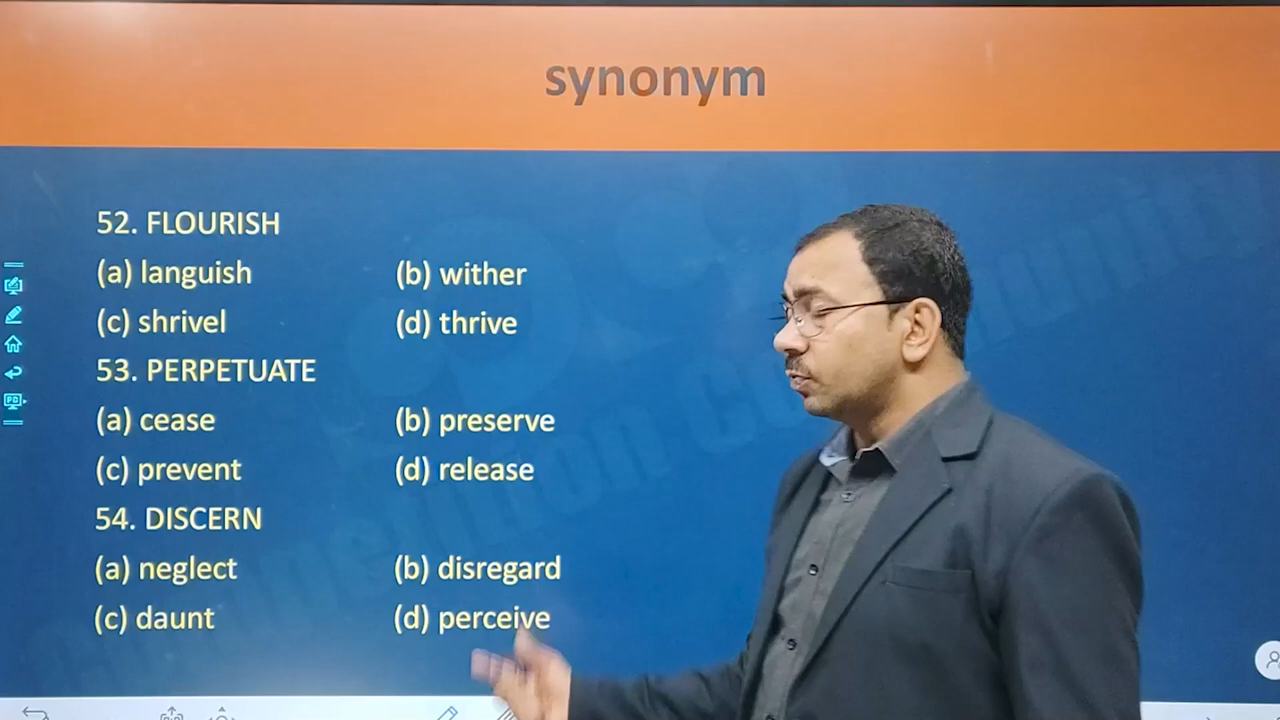 synonym
52. FLOURISH
(a) languish (b) wither
(c) shrivel (d) thrive
53. PERPETUATE
(a) cease (b) preserve
(c) prevent (d) release
54. DISCERN
(a) neglect (b) disregard
(c) daunt (d) perceive